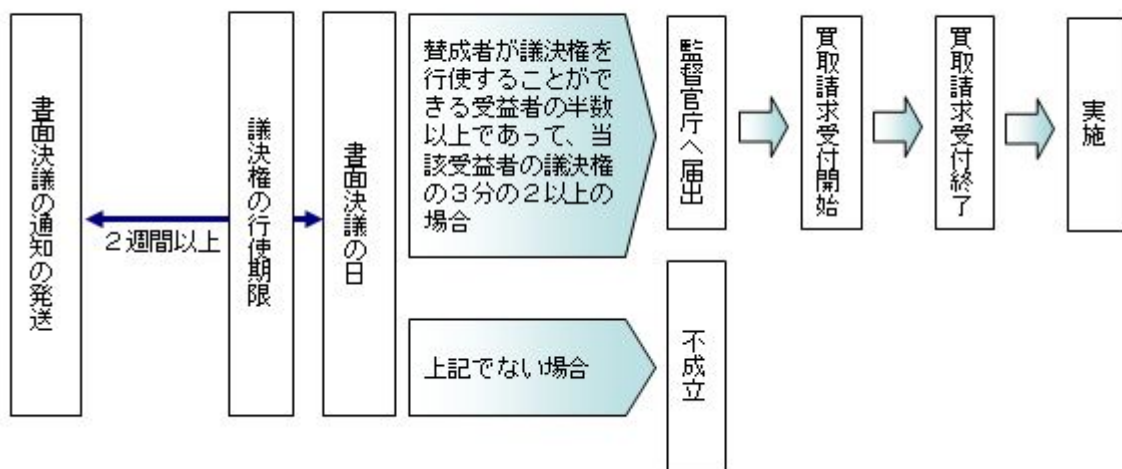 書面決議の通知の発送
２週間以上
議決権の行使期限
書面決議の日
賛成者が議決権を
行使することがで
きる受益者の半数
以上であって、当
該受益者の議決権
の３分の２以上の
場合
監督官庁へ届出
買取請求受付開始
買取請求受付終了
実施
上記でない場合
不成立